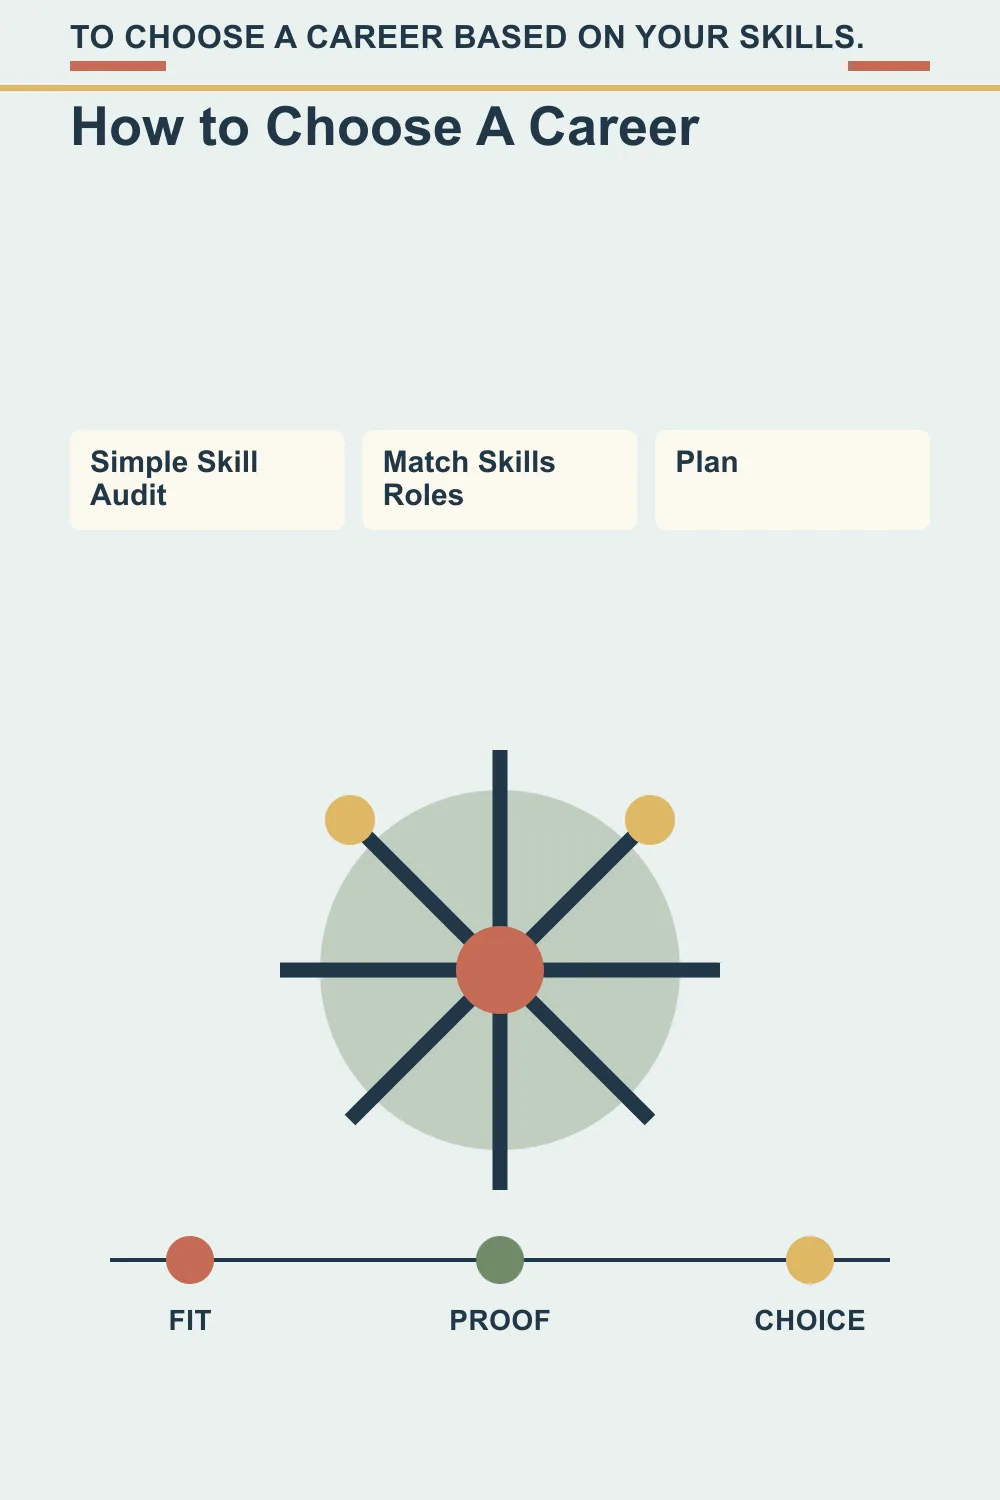 TO CHOOSE A CAREER BASED ON YOUR SKILLS.
How to Choose A Career
Simple Skill
Audit
Match Skills
Roles
Plan
FIT
PROOF
CHOICE